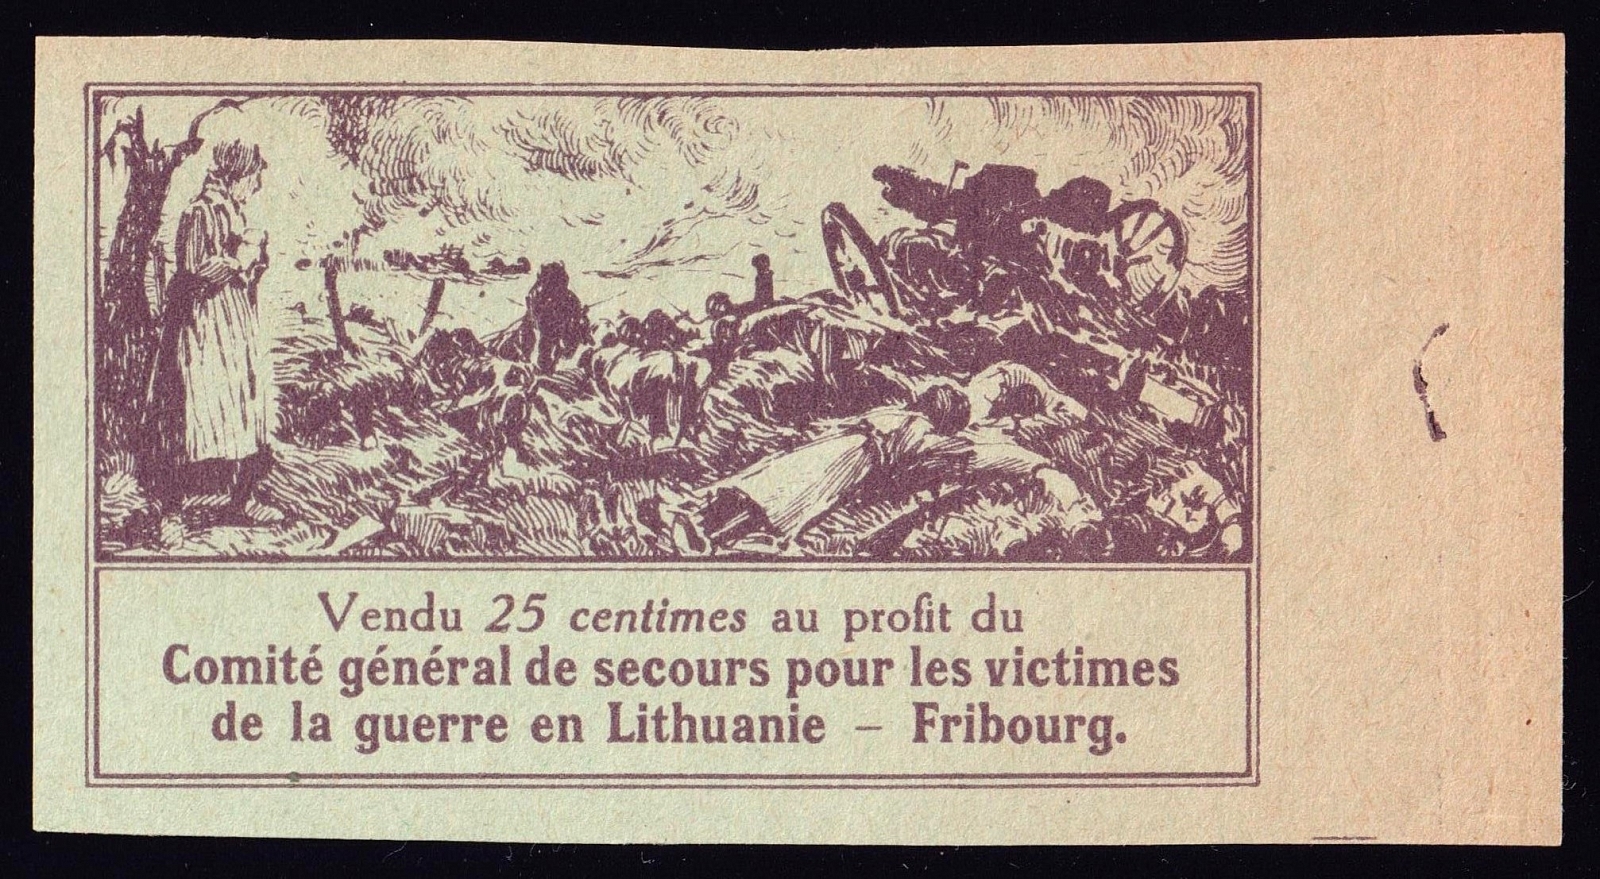 Vendu 25 centimes au profit du
Comité général de secours pour les victimes
de la guerre en Lithuanie – Fribourg.